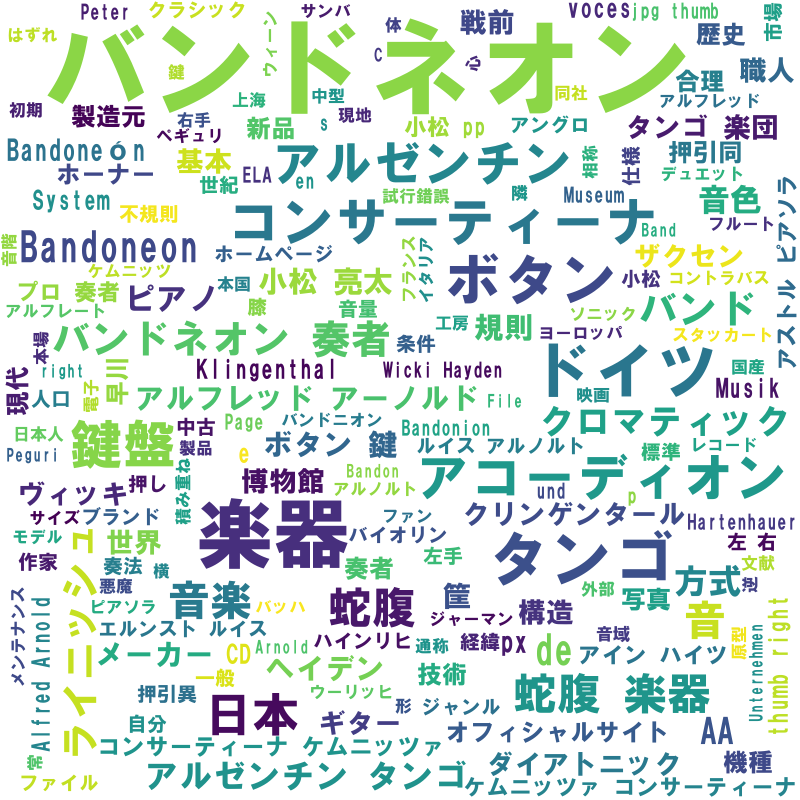 Peter
クラシック
サンバ
voces
jpg thumb
市場
はずれ
バンドネオン
ウィーン
体
戦前
歴史
C
心
鍵
合理
職人
初期
製造元
右手
上海
中型
現地
同社
アルフレッド
ペギュリ
新品
s
小松 pp
アングロ
タンゴ 楽団
Bandoneón
基本
アルゼンチン
相称
仕様
押引同
ホーナー
世紀
ELA
en
デュエット
System
不規則
試行錯誤
隣
Museum
音色
コンサーティーナ
Band
フルート
アストル ピアソラ
音階
Bandoneon
ホームページ
フランス
イタリア
ボタン
ザクセン
ケムニッツ
本国
小松 亮太
小松
コントラバス
プロ 奏者
ピアノ
膝
音量
ソニック
バンド
アルフレート
バンドネオン 奏者
条件
工房
規則
ヨーロッパ
スタッカート
本場
現代
right
Klingenthal
Wicki Hayden
ドイツ
国産
人口
電子
早川
アルフレッド アーノルド
File
映画
Musik
日本人
鍵盤
中古
Page
バンドニオン
Bandonion
クロマティック
Peguri
製品
e
ボタン 鍵
ルイス アルノルト
標準
レコード
ヴィッキ
押し
積み重ね
博物館
Bandon
アルノルト
アコーディオン
サイズ
ブランド
楽器
ファン
und
p
モデル
世界
バイオリン
クリンゲンタール
Hartenhauer
作家
奏法
横
奏者
左手
タンゴ
左 右
文献
ライニッシュ
悪魔
音楽
バッハ
蛇腹
筐
外部
方式
逆
メンテナンス
ピアソラ
ジャーマン
構造
写真
音
Alfred Arnold
エルンスト ルイス
ハインリヒ
通称
経緯
px
音域
原型
メーカー
CD
Arnold
de
アイン ハイツ
Unternehmen
thumb right
押引異
一般
ヘイデン
技術
ウーリッヒ
蛇腹 楽器
自分
日本
ギター
形
ジャンル
オフィシャルサイト
AA
常
コンサーティーナ ケムニッツァ
ダイアトニック
機種
ファイル
アルゼンチン タンゴ
ケムニッツァ コンサーティーナ